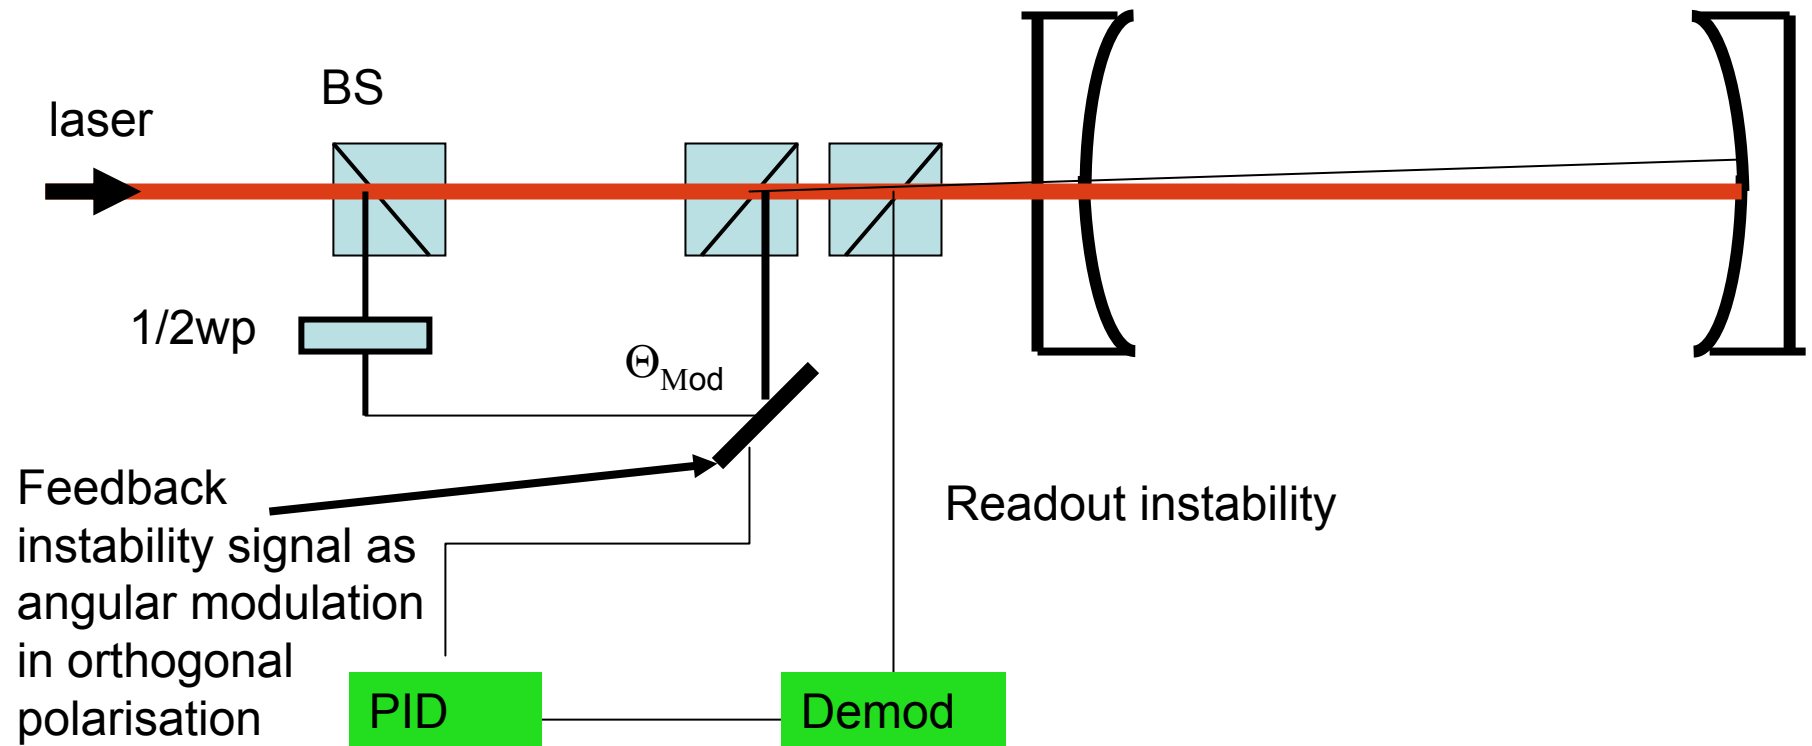 BS
laser
1/2wp
ΘMod
Feedback
instability signal as
angular modulation
in orthogonal
polarisation
Readout instability
PID
Demod